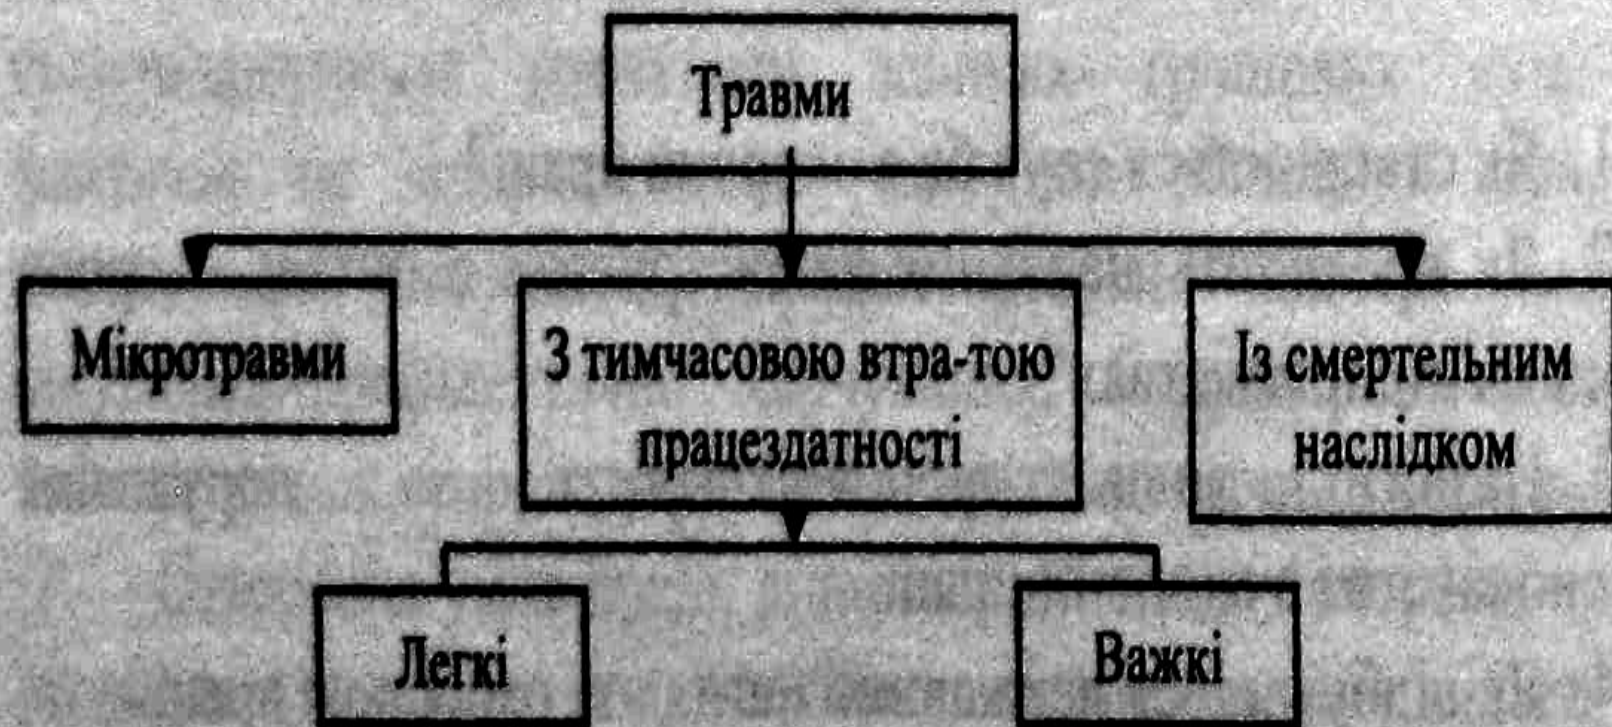 Травми
Мікротравми
З тимчасовою втра-тою
працездатності
Із смертельним
наслідком
Легкі
Важкі